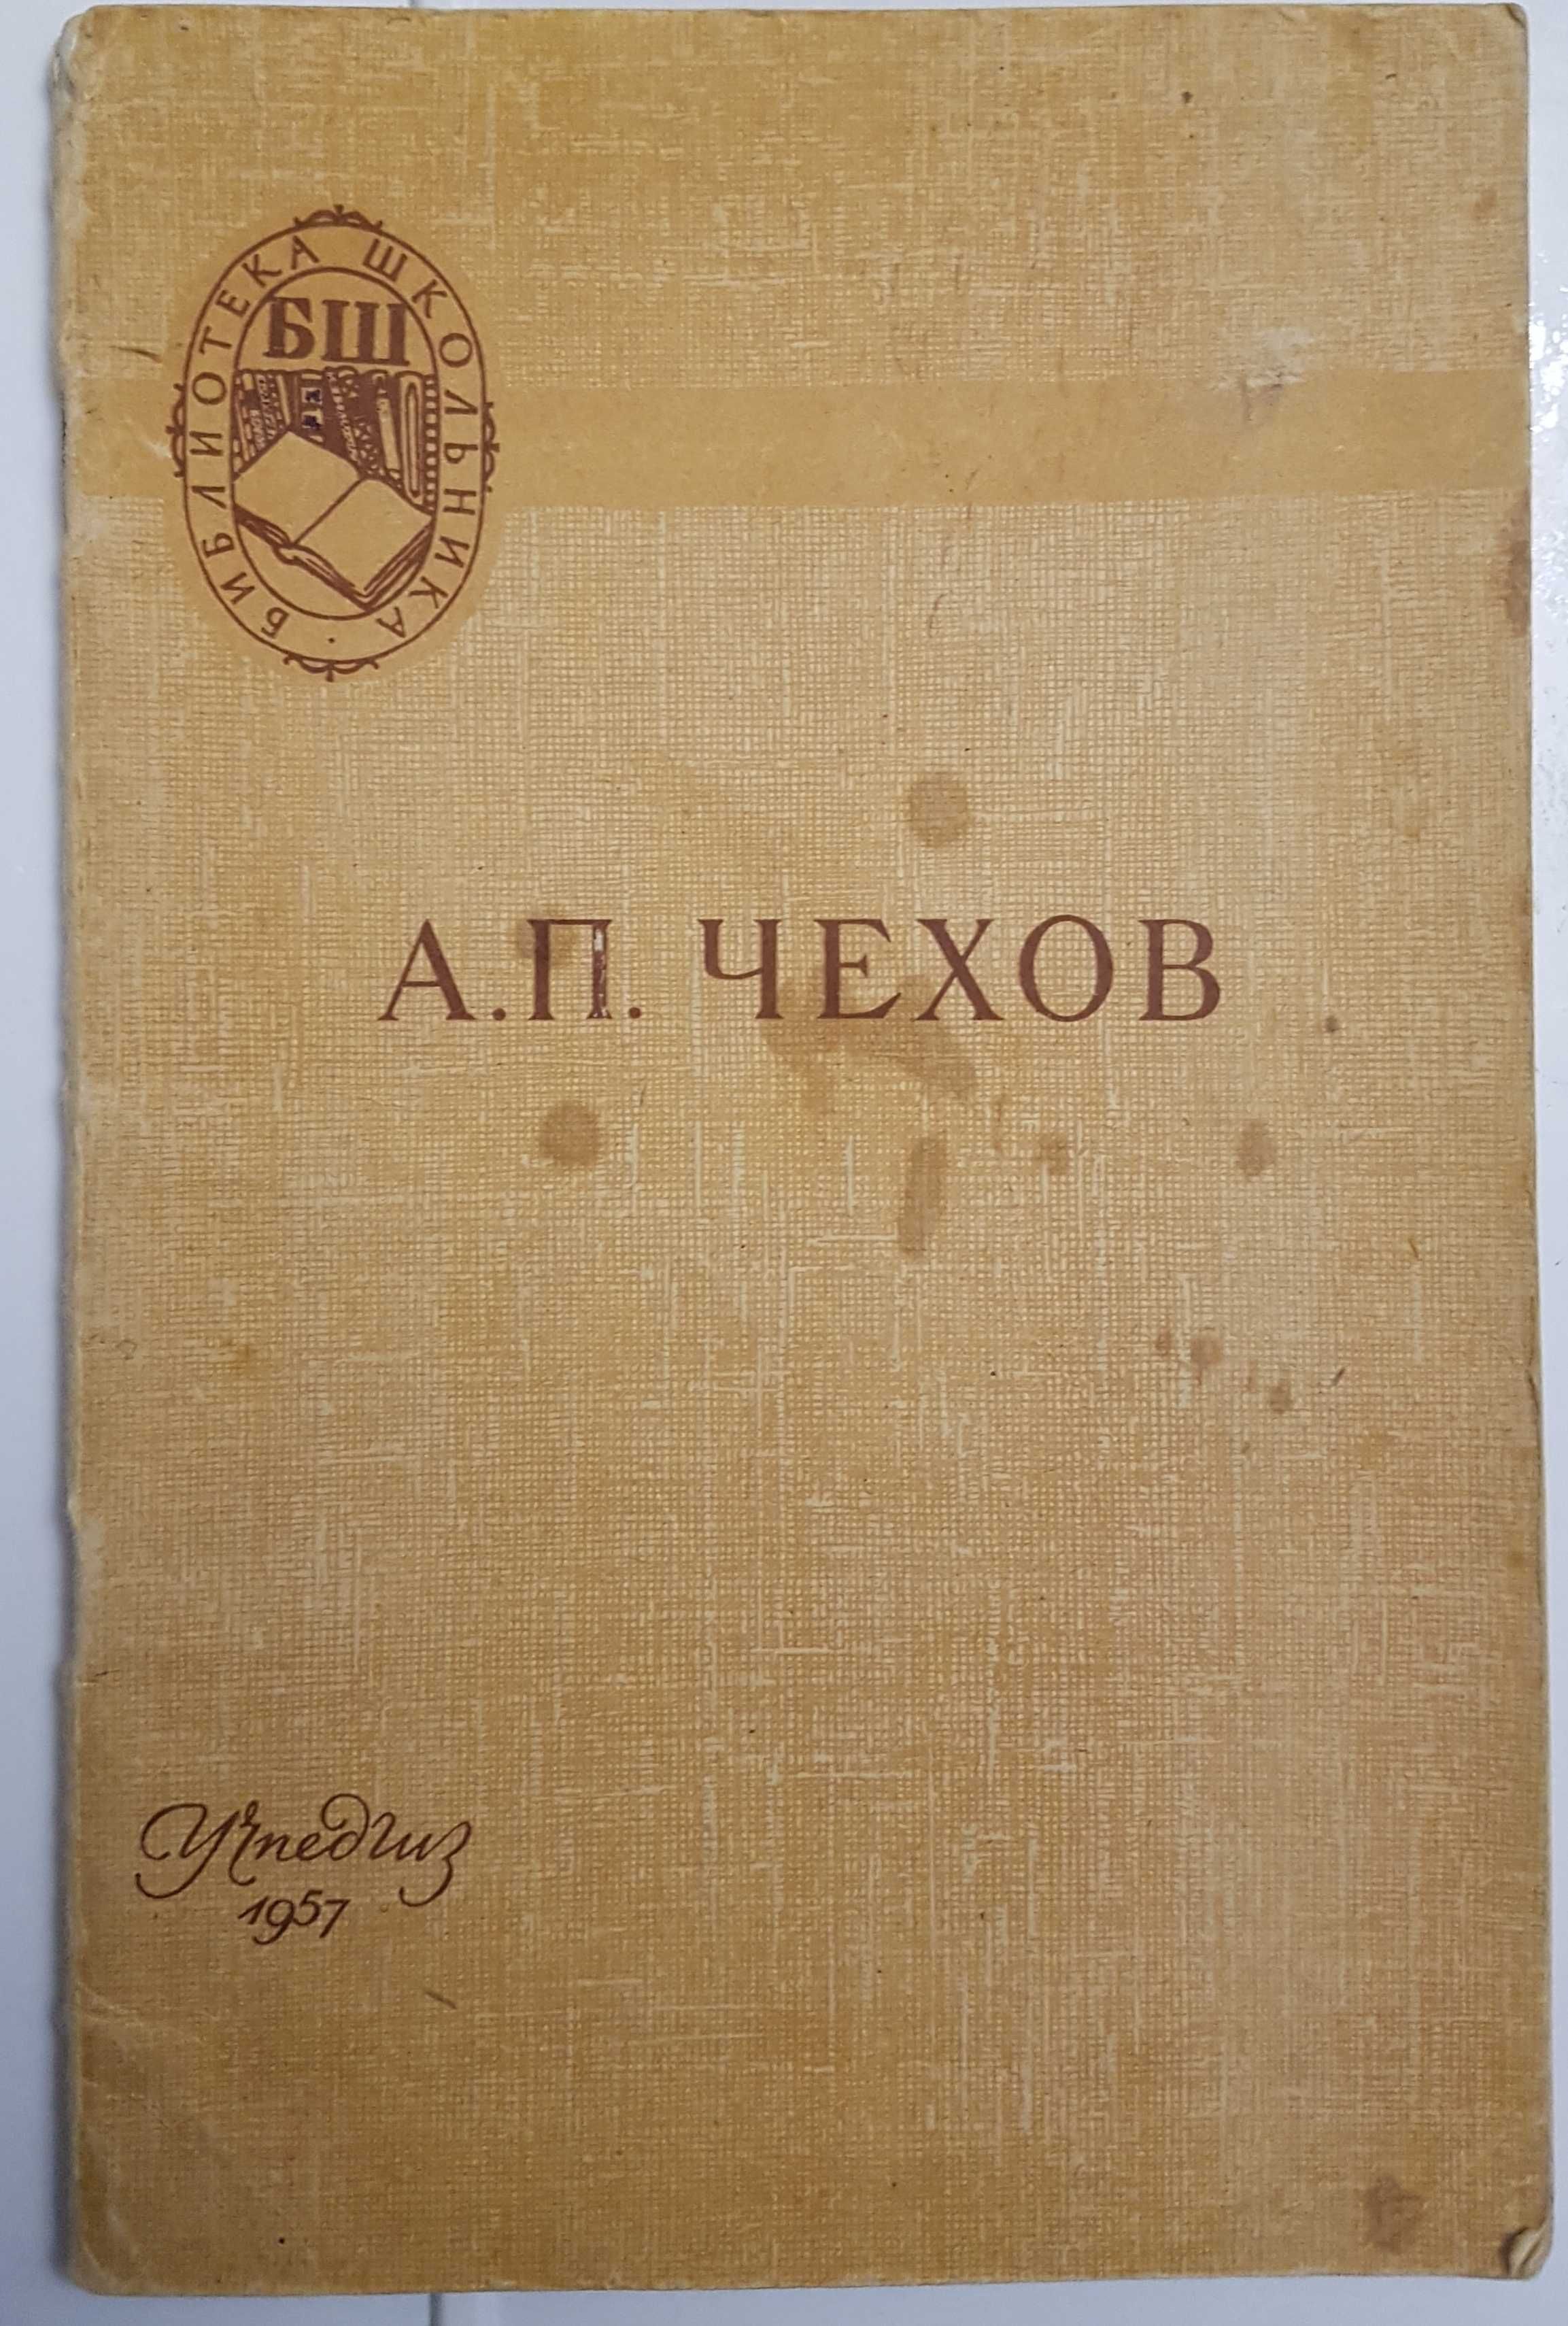 БИБЛИОТЕКА ШКОЛЬНИКА
БШ
А.П. ЧЕХОВ
Учпедгиз
1957